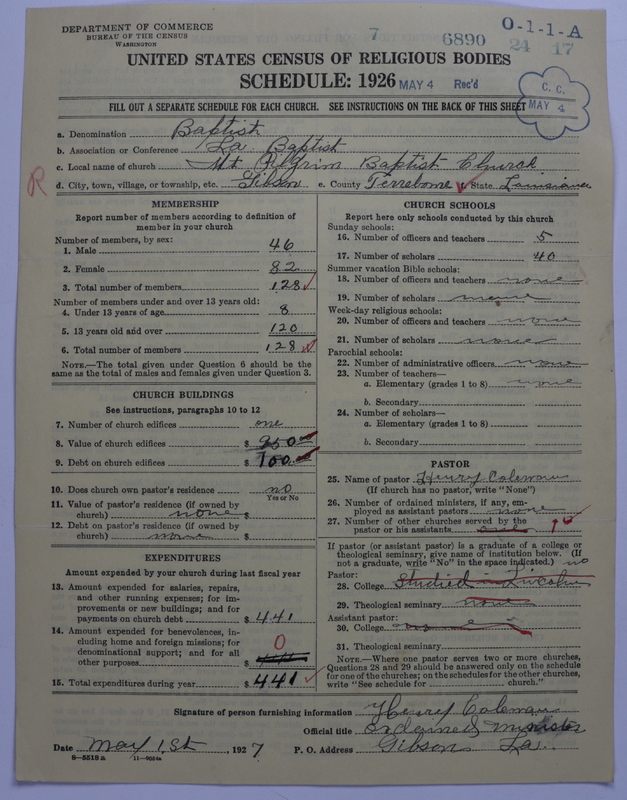 DEPARTMENT OF COMMERCE
BUREAU OF THE CENSUS
WASHINGTON
7
6890
O-1-1-A
24 17
UNITED STATES CENSUS OF RELIGIOUS BODIES
SCHEDULE: 1926
MAY 4 Rec'd
C. C.
MAY 4
FILL OUT A SEPARATE SCHEDULE FOR EACH CHURCH. SEE INSTRUCTIONS ON THE BACK OF THIS SHEET
a. Denomination Baptist
b. Association or Conference La. Baptist
c. Local name of church Mt Pilgrim Baptist Church
R
d. City, town, village, or township, etc. Gibson e. County Terrebonne f. State Louisiana
MEMBERSHIP
Report number of members according to definition of
member in your church
Number of members, by sex:
1. Male 46
2. Female 82
3. Total number of members 128
Number of members under and over 13 years old:
4. Under 13 years of age 8
5. 13 years old and over 120
6. Total number of members 128
NOTE.—The total given under Question 6 should be the
same as the total of males and females given under Question 3.
CHURCH BUILDINGS
See instructions, paragraphs 10 to 12
7. Number of church edifices one
8. Value of church edifices $ 950
9. Debt on church edifices $ 100
10. Does church own pastor's residence no
Yes or No
11. Value of pastor's residence (if owned by
church) none $
12. Debt on pastor's residence (if owned by
church) none $
EXPENDITURES
Amount expended by your church during last fiscal year
13. Amount expended for salaries, repairs,
and other running expenses; for im-
provements or new buildings; and for
payments on church debt $ 441
14. Amount expended for benevolences, in-
cluding home and foreign missions; for
denominational support; and for all
other purposes $ 0
15. Total expenditures during year $ 441
CHURCH SCHOOLS
Report here only schools conducted by this church
Sunday schools:
16. Number of officers and teachers 5
17. Number of scholars 40
Summer vacation Bible schools:
18. Number of officers and teachers none
19. Number of scholars none
Week-day religious schools:
20. Number of officers and teachers none
21. Number of scholars none
Parochial schools:
22. Number of administrative officers none
23. Number of teachers—
a. Elementary (grades 1 to 8) none
b. Secondary
24. Number of scholars—
a. Elementary (grades 1 to 8)
b. Secondary
PASTOR
25. Name of pastor Henry Coleman
(If church has no pastor, write "None")
26. Number of ordained ministers, if any, em-
ployed as assistant pastors none
27. Number of other churches served by the
pastor or his assistants
If pastor (or assistant pastor) is a graduate of a college or
theological seminary, give name of institution below. (If
not a graduate, write "No" in the space indicated.) no
Pastor:
28. College Studied in Lincoln
29. Theological seminary none
Assistant pastor:
30. College
31. Theological seminary
NOTE.—Where one pastor serves two or more churches,
Questions 28 and 29 should be answered only on the schedule
for one of the churches; on the schedules for the other churches,
write "See schedule for church."
Signature of person furnishing information Henry Coleman
Official title ordained minister
Date May 1st, 1927 P. O. Address Gibson La.
8-5518 a 11-9054a